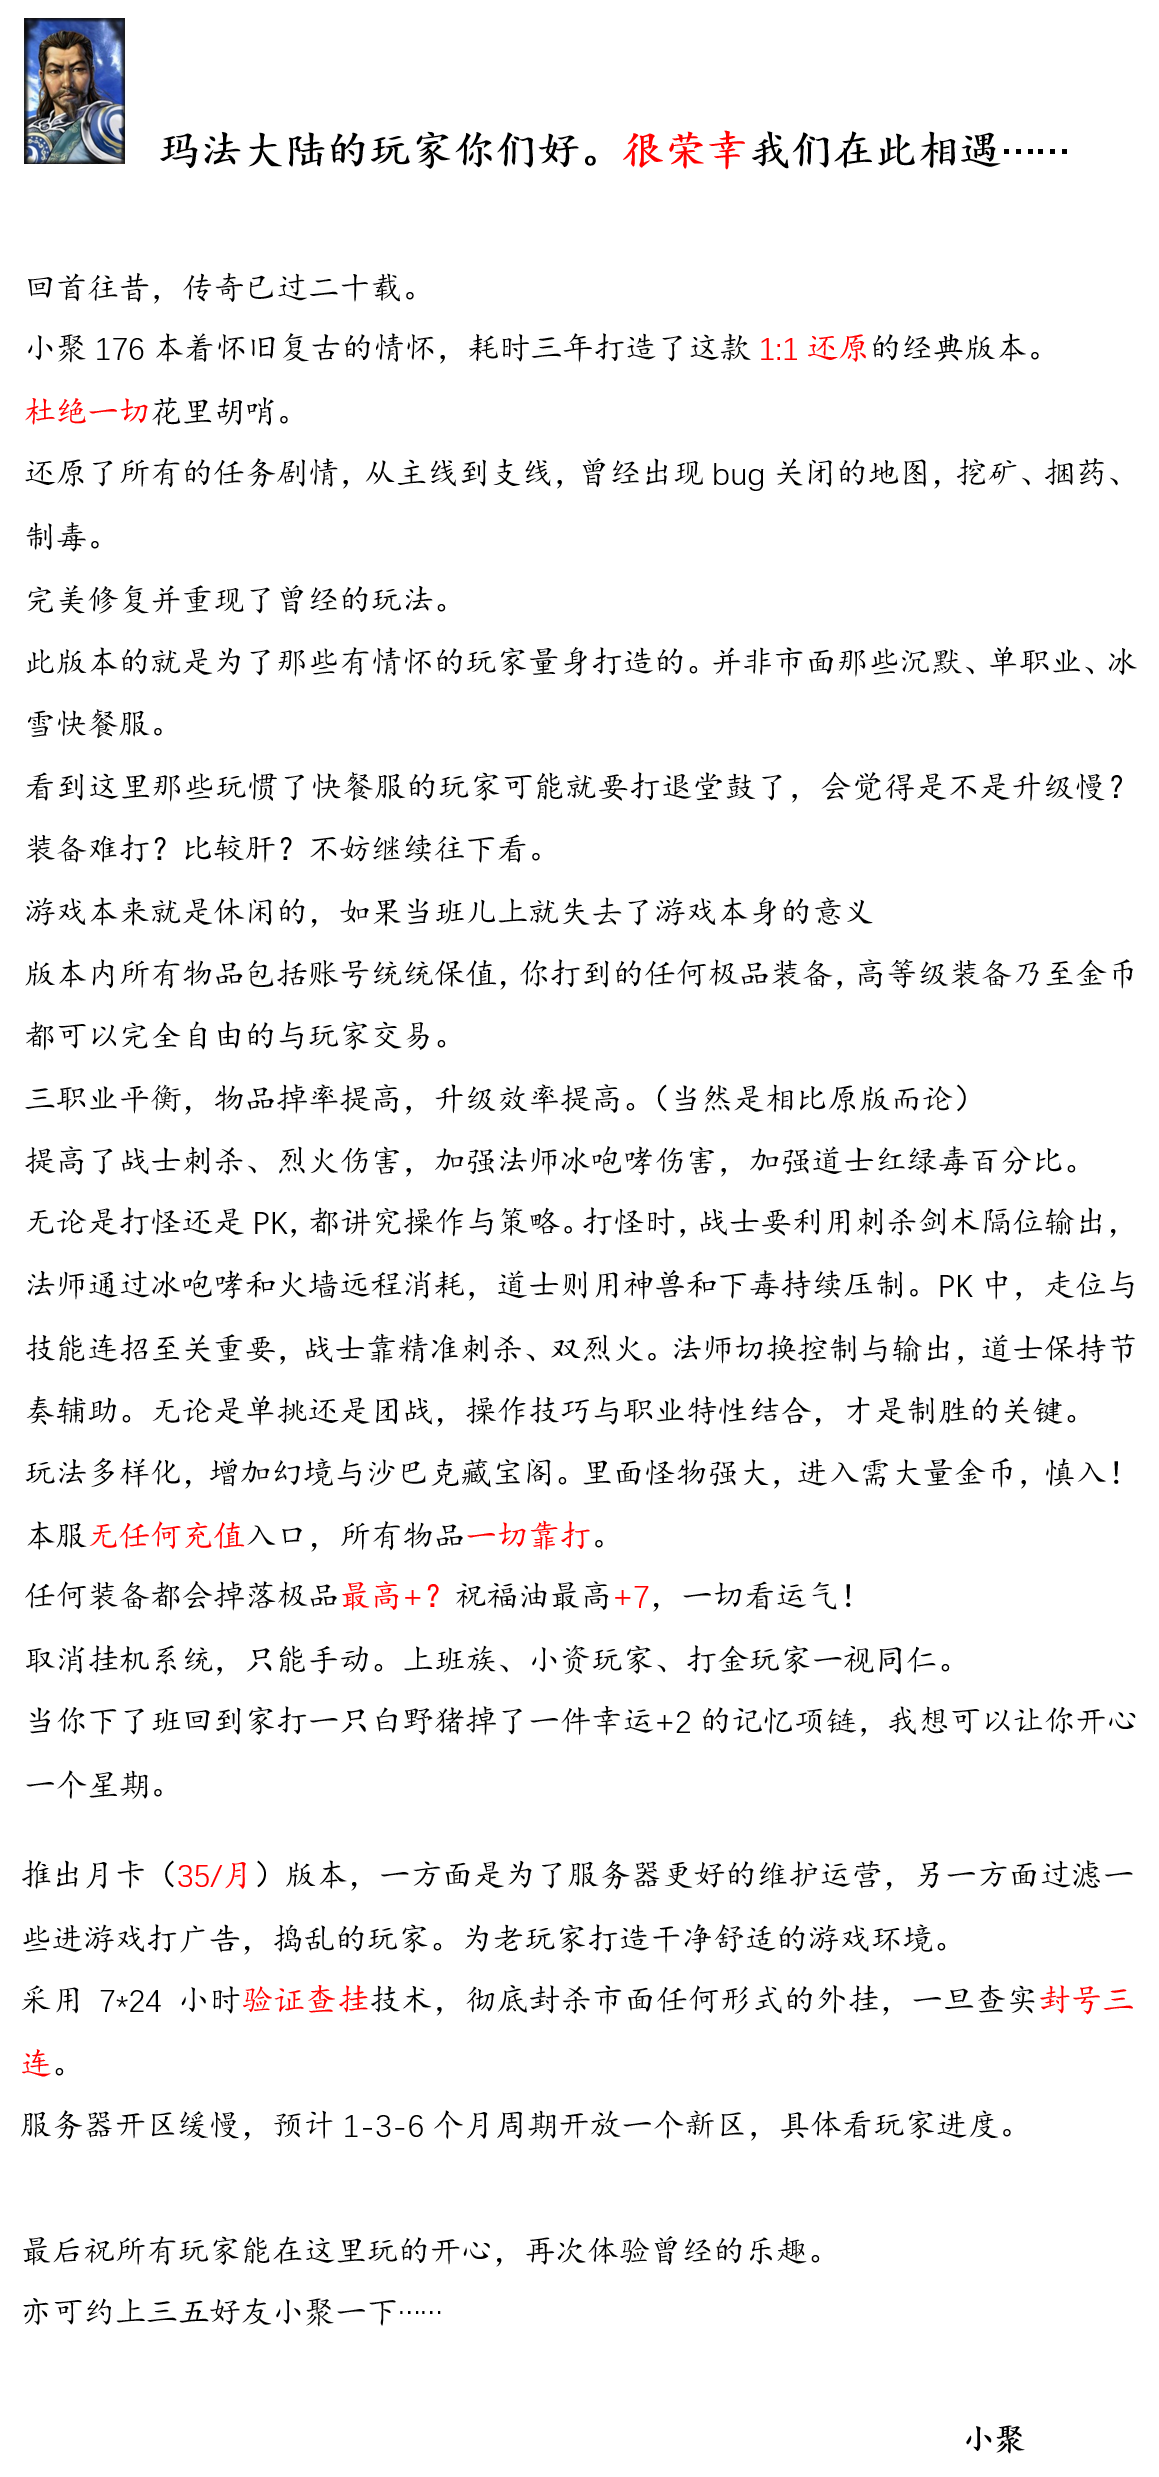 玛法大陆的玩家你们好。很荣幸我们在此相遇……
回首往昔，传奇已过二十载。
小聚 176 本着怀旧复古的情怀，耗时三年打造了这款 1:1 还原的经典版本。
杜绝一切花里胡哨。
还原了所有的任务剧情，从主线到支线，曾经出现 bug 关闭的地图，挖矿、捆药、
制毒。
完美修复并重现了曾经的玩法。
此版本的就是为了那些有情怀的玩家量身打造的。并非市面那些沉默、单职业、冰
雪快餐服。
看到这里那些玩惯了快餐服的玩家可能就要打退堂鼓了，会觉得是不是升级慢？
装备难打？比较肝？不妨继续往下看。
游戏本来就是休闲的，如果当班儿上就失去了游戏本身的意义
版本内所有物品包括账号统统保值，你打到的任何极品装备，高等级装备乃至金币
都可以完全自由的与玩家交易。
三职业平衡，物品掉率提高，升级效率提高。（当然是相比原版而论）
提高了战士刺杀、烈火伤害，加强法师冰咆哮伤害，加强道士红绿毒百分比。
无论是打怪还是 PK，都讲究操作与策略。打怪时，战士要利用刺杀剑术隔位输出，
法师通过冰咆哮和火墙远程消耗，道士则用神兽和下毒持续压制。PK 中，走位与
技能连招至关重要，战士靠精准刺杀、双烈火。法师切换控制与输出，道士保持节
奏辅助。无论是单挑还是团战，操作技巧与职业特性结合，才是制胜的关键。
玩法多样化，增加幻境与沙巴克藏宝阁。里面怪物强大，进入需大量金币，慎入！
本服无任何充值入口，所有物品一切靠打。
任何装备都会掉落极品最高+？祝福油最高+7，一切看运气！
取消挂机系统，只能手动。上班族、小资玩家、打金玩家一视同仁。
当你下了班回到家打一只白野猪掉了一件幸运+2 的记忆项链，我想可以让你开心
一个星期。
推出月卡（35/月）版本，一方面是为了服务器更好的维护运营，另一方面过滤一
些进游戏打广告，捣乱的玩家。为老玩家打造干净舒适的游戏环境。
采用 7*24 小时验证查挂技术，彻底封杀市面任何形式的外挂，一旦查实封号三
连。
服务器开区缓慢，预计 1-3-6 个月周期开放一个新区，具体看玩家进度。
最后祝所有玩家能在这里玩的开心，再次体验曾经的乐趣。
亦可约上三五好友小聚一下……
小聚